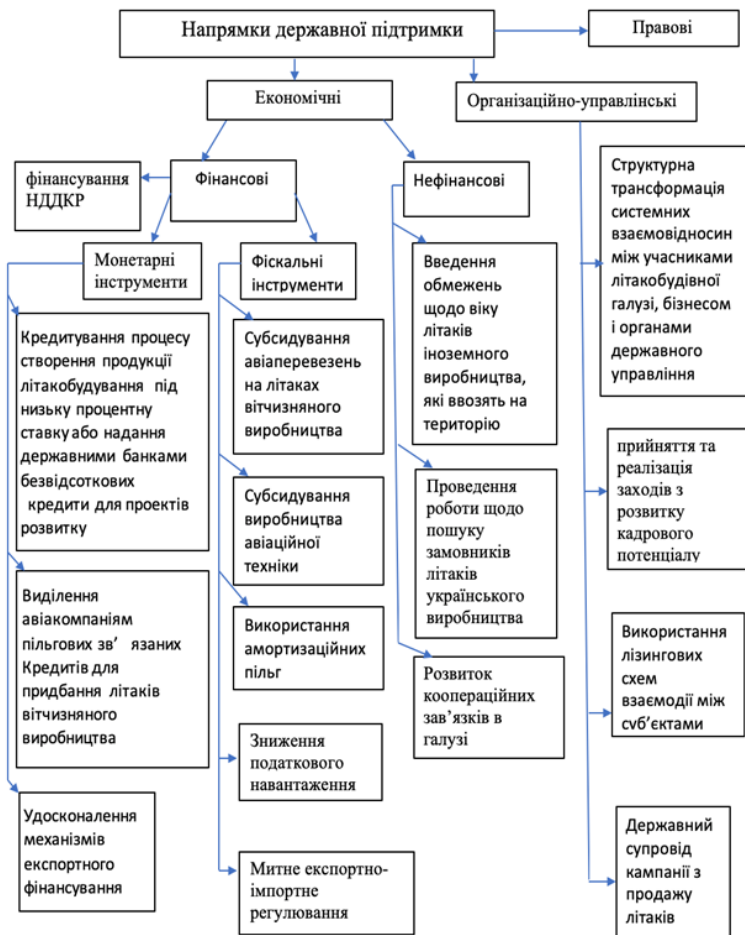 Напрямки державної підтримки
Правові
Економічні
Організаційно-управлінські
фінансування
НДДКР
Фінансові
Нефінансові
Структурна
трансформація
системних
взаємовідносин
між учасниками
літакобудівної
галузі, бізнесом
і органами
державного
управління
Монетарні
інструменти
Фіскальні
інструменти
Введення
обмежень
щодо віку
літаків
іноземного
виробництва,
які ввозять на
територію
Кредитування процесу
створення продукції
літакобудування під
низьку процентну
ставку або надання
державними банками
безвідсоткових
кредити для проектів
розвитку
Субсидування
авіаперевезень
на літаках
вітчизняного
виробництва
прийняття та
реалізація
заходів з
розвитку
кадрового
потенціалу
Субсидування
виробництва
авіаційної
техніки
Проведення
роботи щодо
пошуку
замовників
літаків
українського
виробництва
Виділення
авіакомпаніям
пільгових зв’ язаних
Кредитів для
придбання літаків
вітчизняного
виробництва
Використання
амортизаційних
пільг
Використання
лізингових
схем
взаємодії між
суб’єктами
Розвиток
коопераційних
зав’язків в
галузі
Зниження
податкового
навантаження
Удосконалення
механізмів
експортного
фінансування
Митне експортно-
імпортне
регулювання
Державний
супровід
кампанії з
продажу
літаків